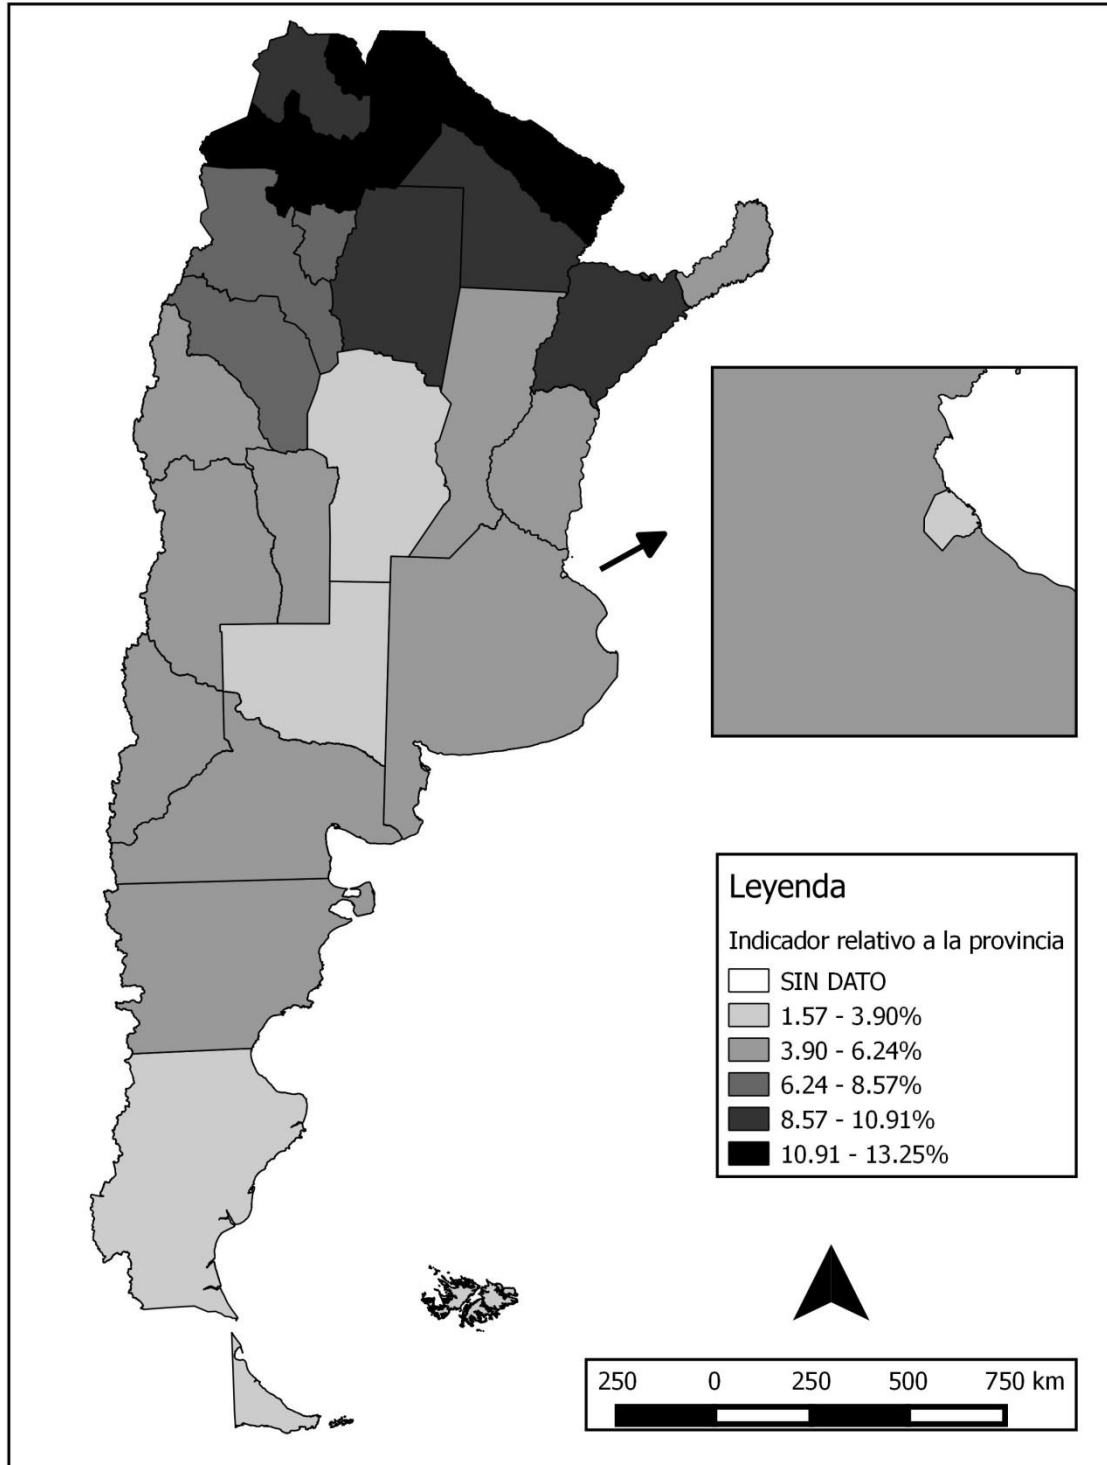 Leyenda
Indicador relativo a la provincia
SIN DATO
1.57 - 3.90%
3.90 - 6.24%
6.24 - 8.57%
8.57 - 10.91%
10.91 - 13.25%
250 0 250 500 750 km